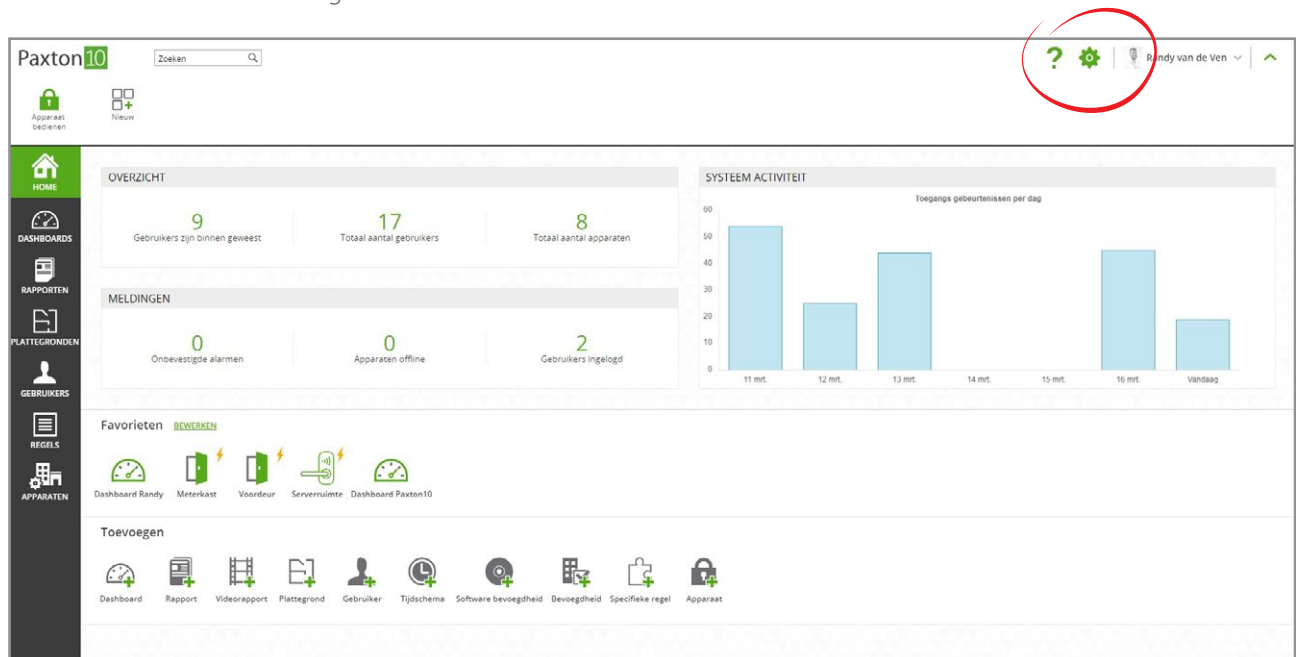 Paxton10
Zoeken
Randy van de Ven
Apparaat
bedienen
Nieuw
HOME
DASHBOARDS
RAPPORTEN
PLATTEGRONDEN
GEBRUIKERS
REGELS
APPARATEN
OVERZICHT
9
Gebruikers zijn binnen geweest
17
Totaal aantal gebruikers
8
Totaal aantal apparaten
MELDINGEN
0
Onbevestigde alarmen
0
Apparaten offline
2
Gebruikers ingelogd
SYSTEEM ACTIVITEIT
Toegangs gebeurtenissen per dag
60
50
40
30
20
10
0
11 mrt.
12 mrt.
13 mrt.
14 mrt.
15 mrt.
16 mrt.
Vandaag
Favorieten BEWERKEN
Dashboard Randy
Meterkast
Voordeur
Serverruimte
Dashboard Paxton10
Toevoegen
Dashboard
Rapport
Videorapport
Plattegrond
Gebruiker
Tijdschema
Software bevoegdheid
Bevoegdheid
Specifieke regel
Apparaat